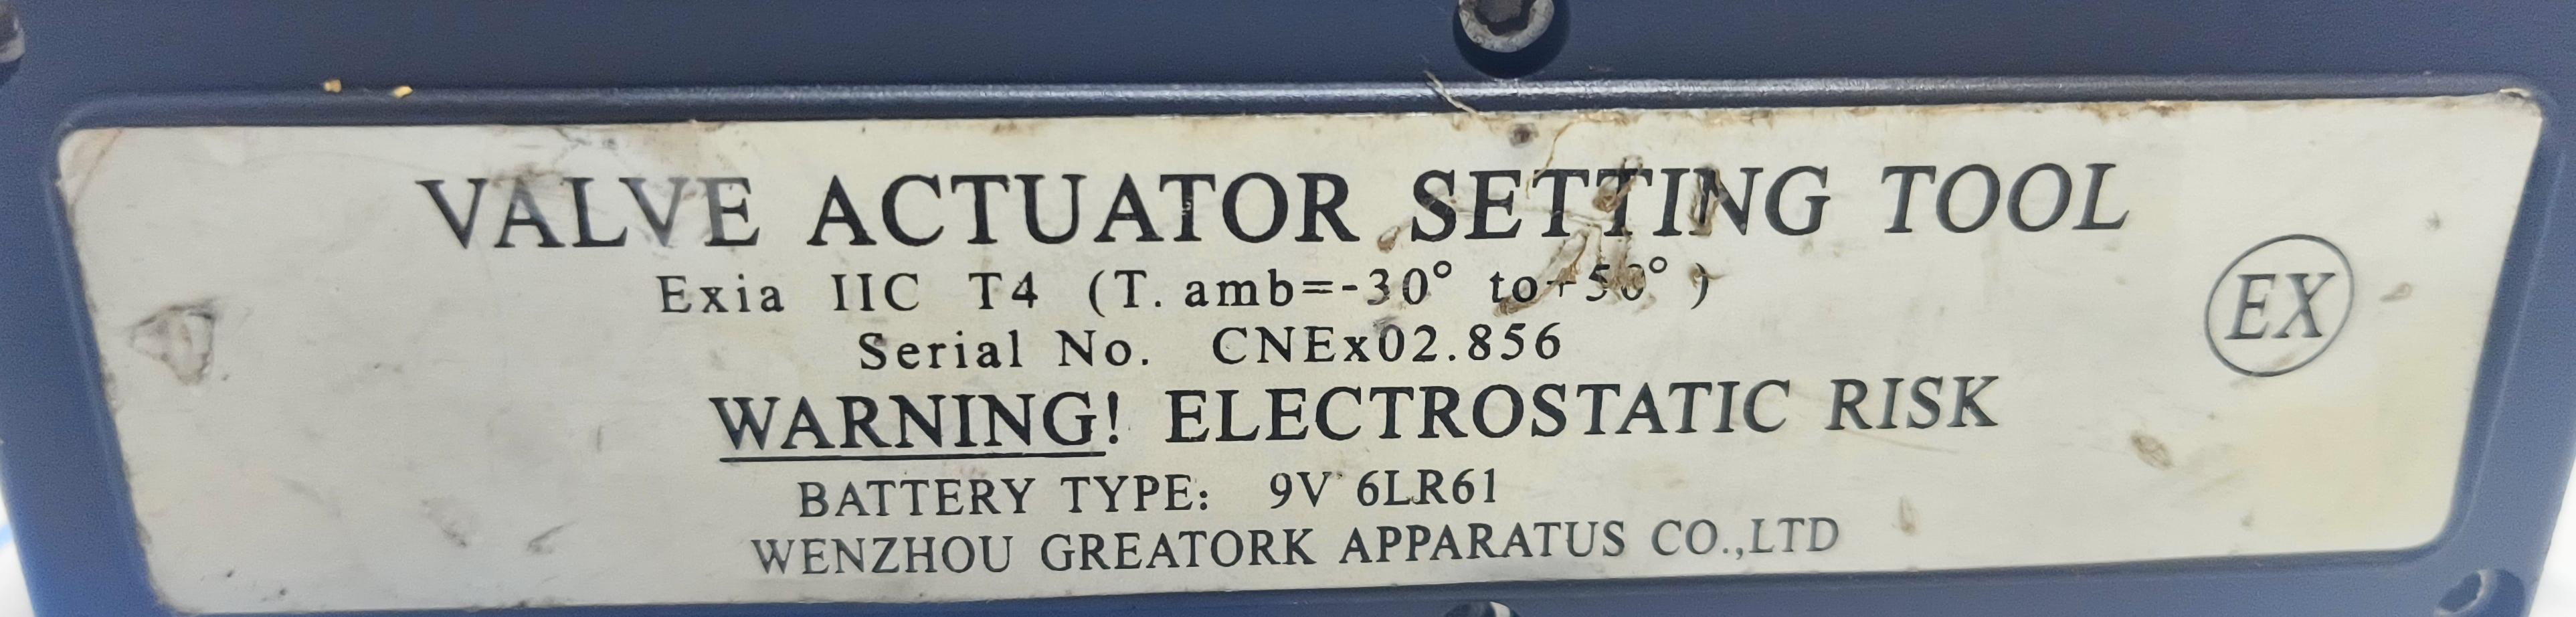 VALVE ACTUATOR SETTING TOOL
Exia IIC T4 (T.amb=-30° to+50°)
Serial No. CNEx02.856
EX
WARNING! ELECTROSTATIC RISK
BATTERY TYPE: 9V 6LR61
WENZHOU GREATORK APPARATUS CO.,LTD